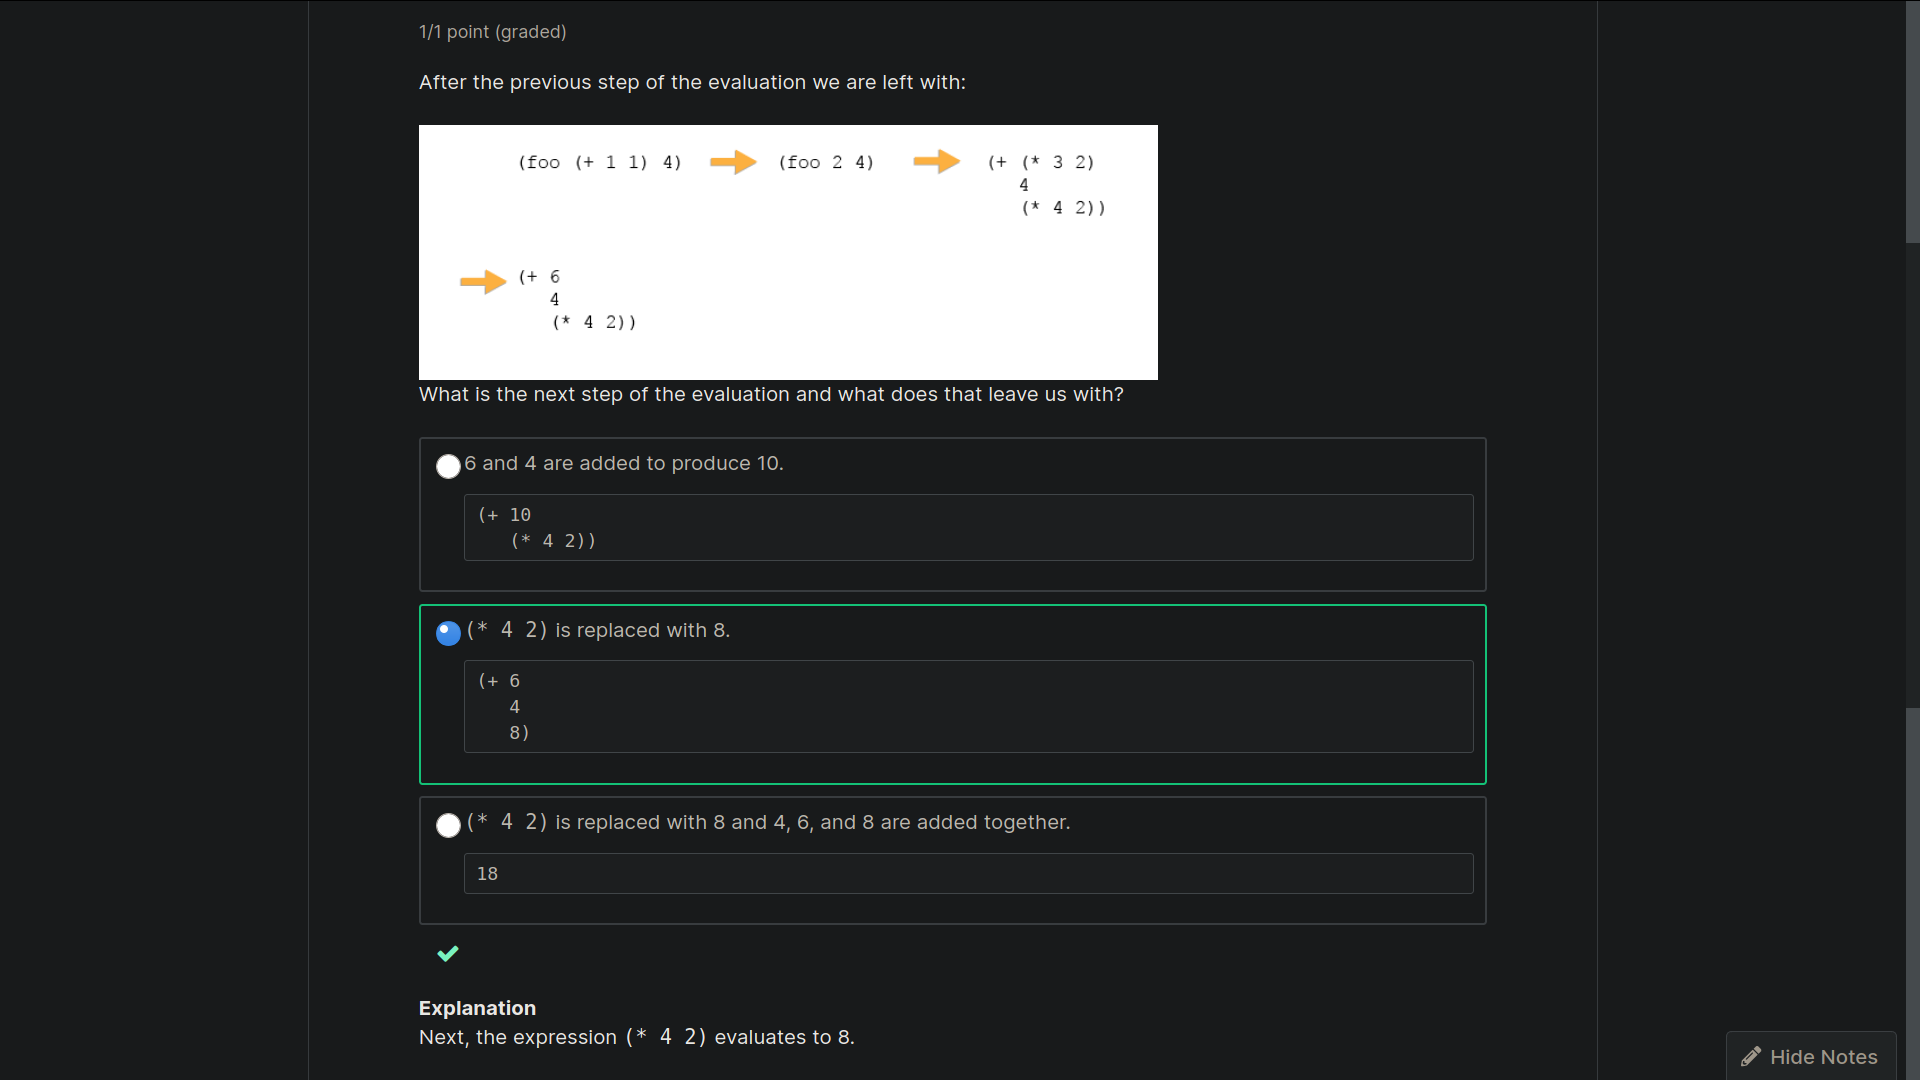 1/1 point (graded)
After the previous step of the evaluation we are left with:
(foo (+ 1 1) 4) (foo 2 4) (+ (* 3 2)
4
(* 4 2))
(+ 6
4
(* 4 2))
What is the next step of the evaluation and what does that leave us with?
6 and 4 are added to produce 10.
(+ 10
(* 4 2))
(* 4 2) is replaced with 8.
(+ 6
4
8)
(* 4 2) is replaced with 8 and 4, 6, and 8 are added together.
18
Explanation
Next, the expression (* 4 2) evaluates to 8.
Hide Notes